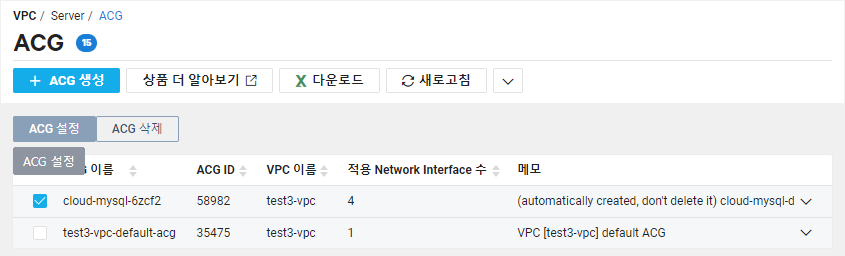 VPC / Server / ACG
ACG 15
+ ACG 생성 상품 더 알아보기 다운로드 새로고침
ACG 설정 ACG 삭제
ACG 설정
이름 ACG ID VPC 이름 적용 Network Interface 수 메모
cloud-mysql-6zcf2 58982 test3-vpc 4 (automatically created, don't delete it) cloud-mysql-d
test3-vpc-default-acg 35475 test3-vpc 1 VPC [test3-vpc] default ACG